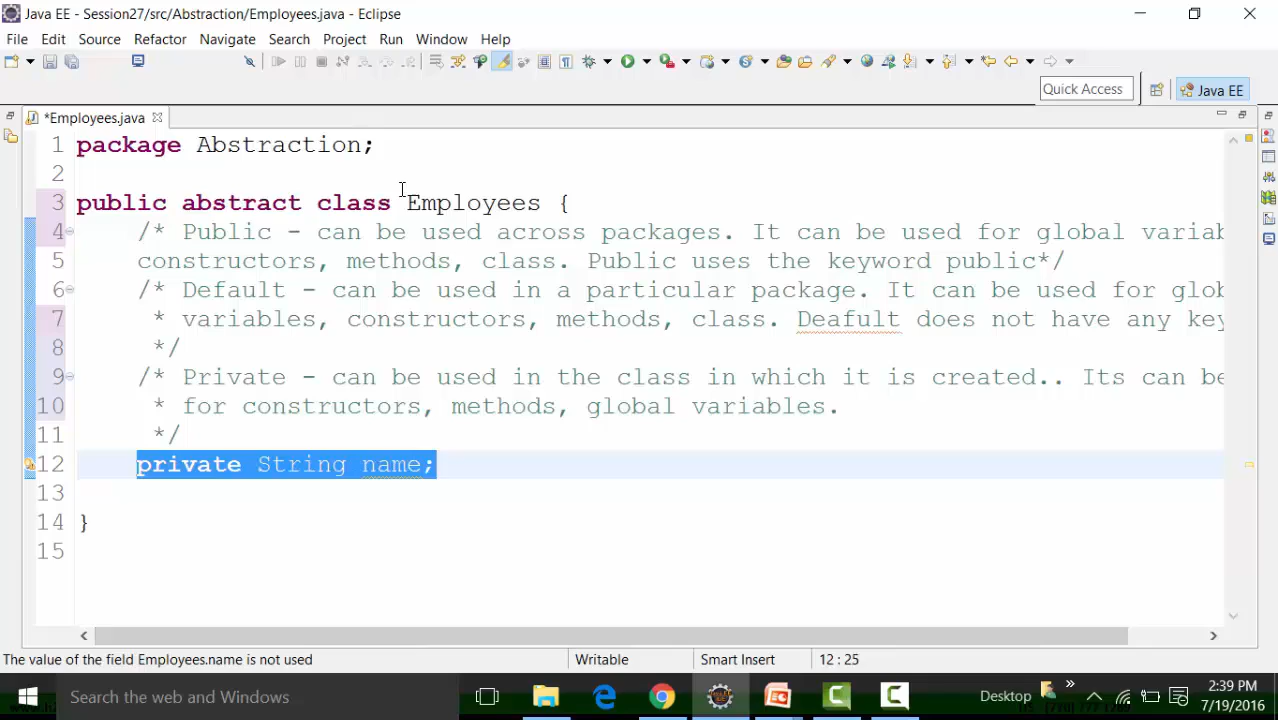 Java EE - Session27/src/Abstraction/Employees.java - Eclipse
File Edit Source Refactor Navigate Search Project Run Window Help
Quick Access Java EE
*Employees.java
1 package Abstraction;
2
3 public abstract class Employees {
4 /* Public - can be used across packages. It can be used for global variab
5 constructors, methods, class. Public uses the keyword public*/
6 /* Default - can be used in a particular package. It can be used for glob
7 * variables, constructors, methods, class. Deafult does not have any key
8 */
9 /* Private - can be used in the class in which it is created.. Its can be
10 * for constructors, methods, global variables.
11 */
12 private String name;
13
14 }
15
The value of the field Employees.name is not used Writable Smart Insert 12 : 25
Search the web and Windows Desktop 2:39 PM
7/19/2016